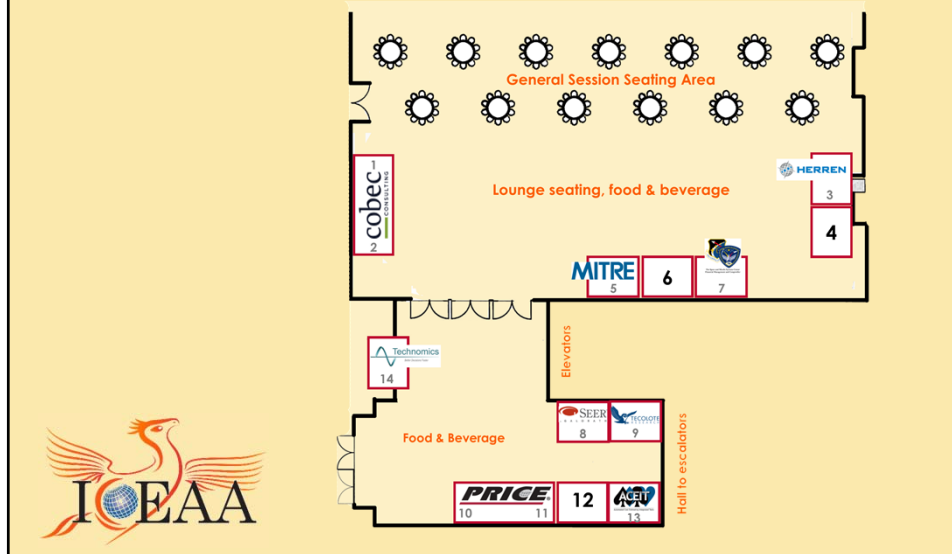 General Session Seating Area
Lounge seating, food & beverage
1
cobec
CONSULTING
2
HERREN
3
4
MITRE
5
6
7
Elevators
Technomics
14
Food & Beverage
SEER
8
TECOLOTE
9
Hall to escalators
PRICE
10
11
12
ACEIT
13
ICEAA